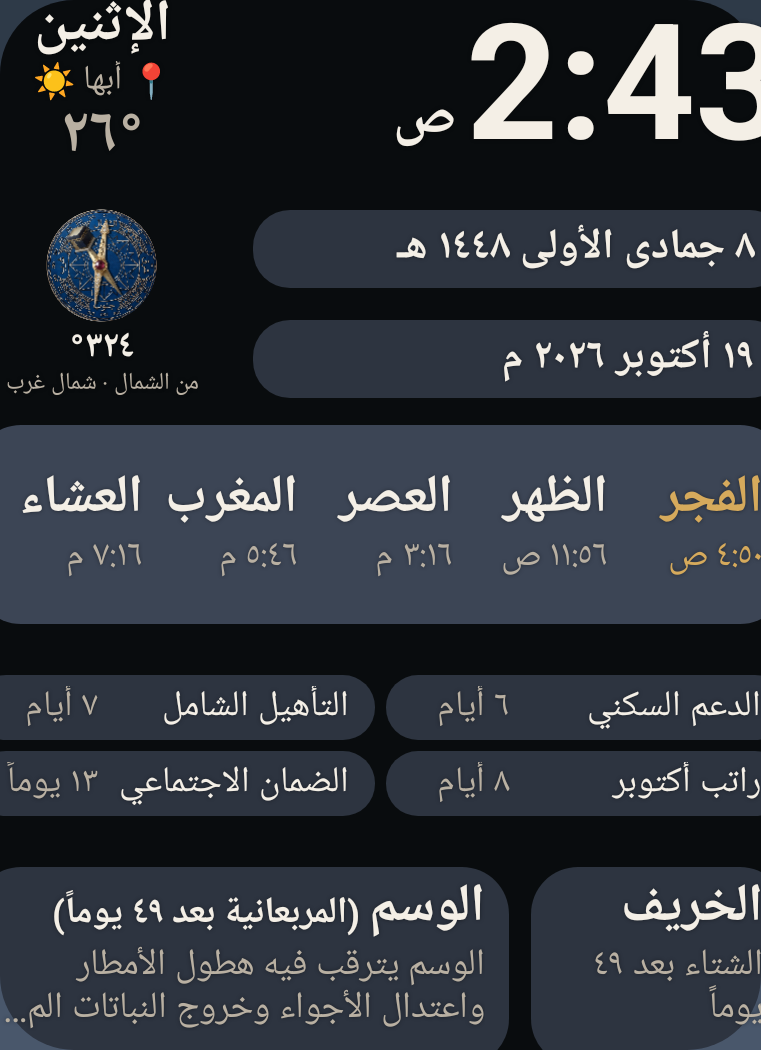 الإثنين
أبها
٢٦°
2:43 ص
٨ جمادى الأولى ١٤٤٨ هـ
١٩ أكتوبر ٢٠٢٦ م
٣٢٤°
من الشمال · شمال غرب
الفجر الظهر العصر المغرب العشاء
٤:٥٠ ص ١١:٥٦ ص ٣:١٦ م ٥:٤٦ م ٧:١٦ م
الدعم السكني ٦ أيام
التأهيل الشامل ٧ أيام
راتب أكتوبر ٨ أيام
الضمان الاجتماعي ١٣ يوماً
الخريف
الشتاء بعد ٤٩
يوماً
الوسم (المربعانية بعد ٤٩ يوماً)
الوسم يترقب فيه هطول الأمطار
واعتدال الأجواء وخروج النباتات الم...